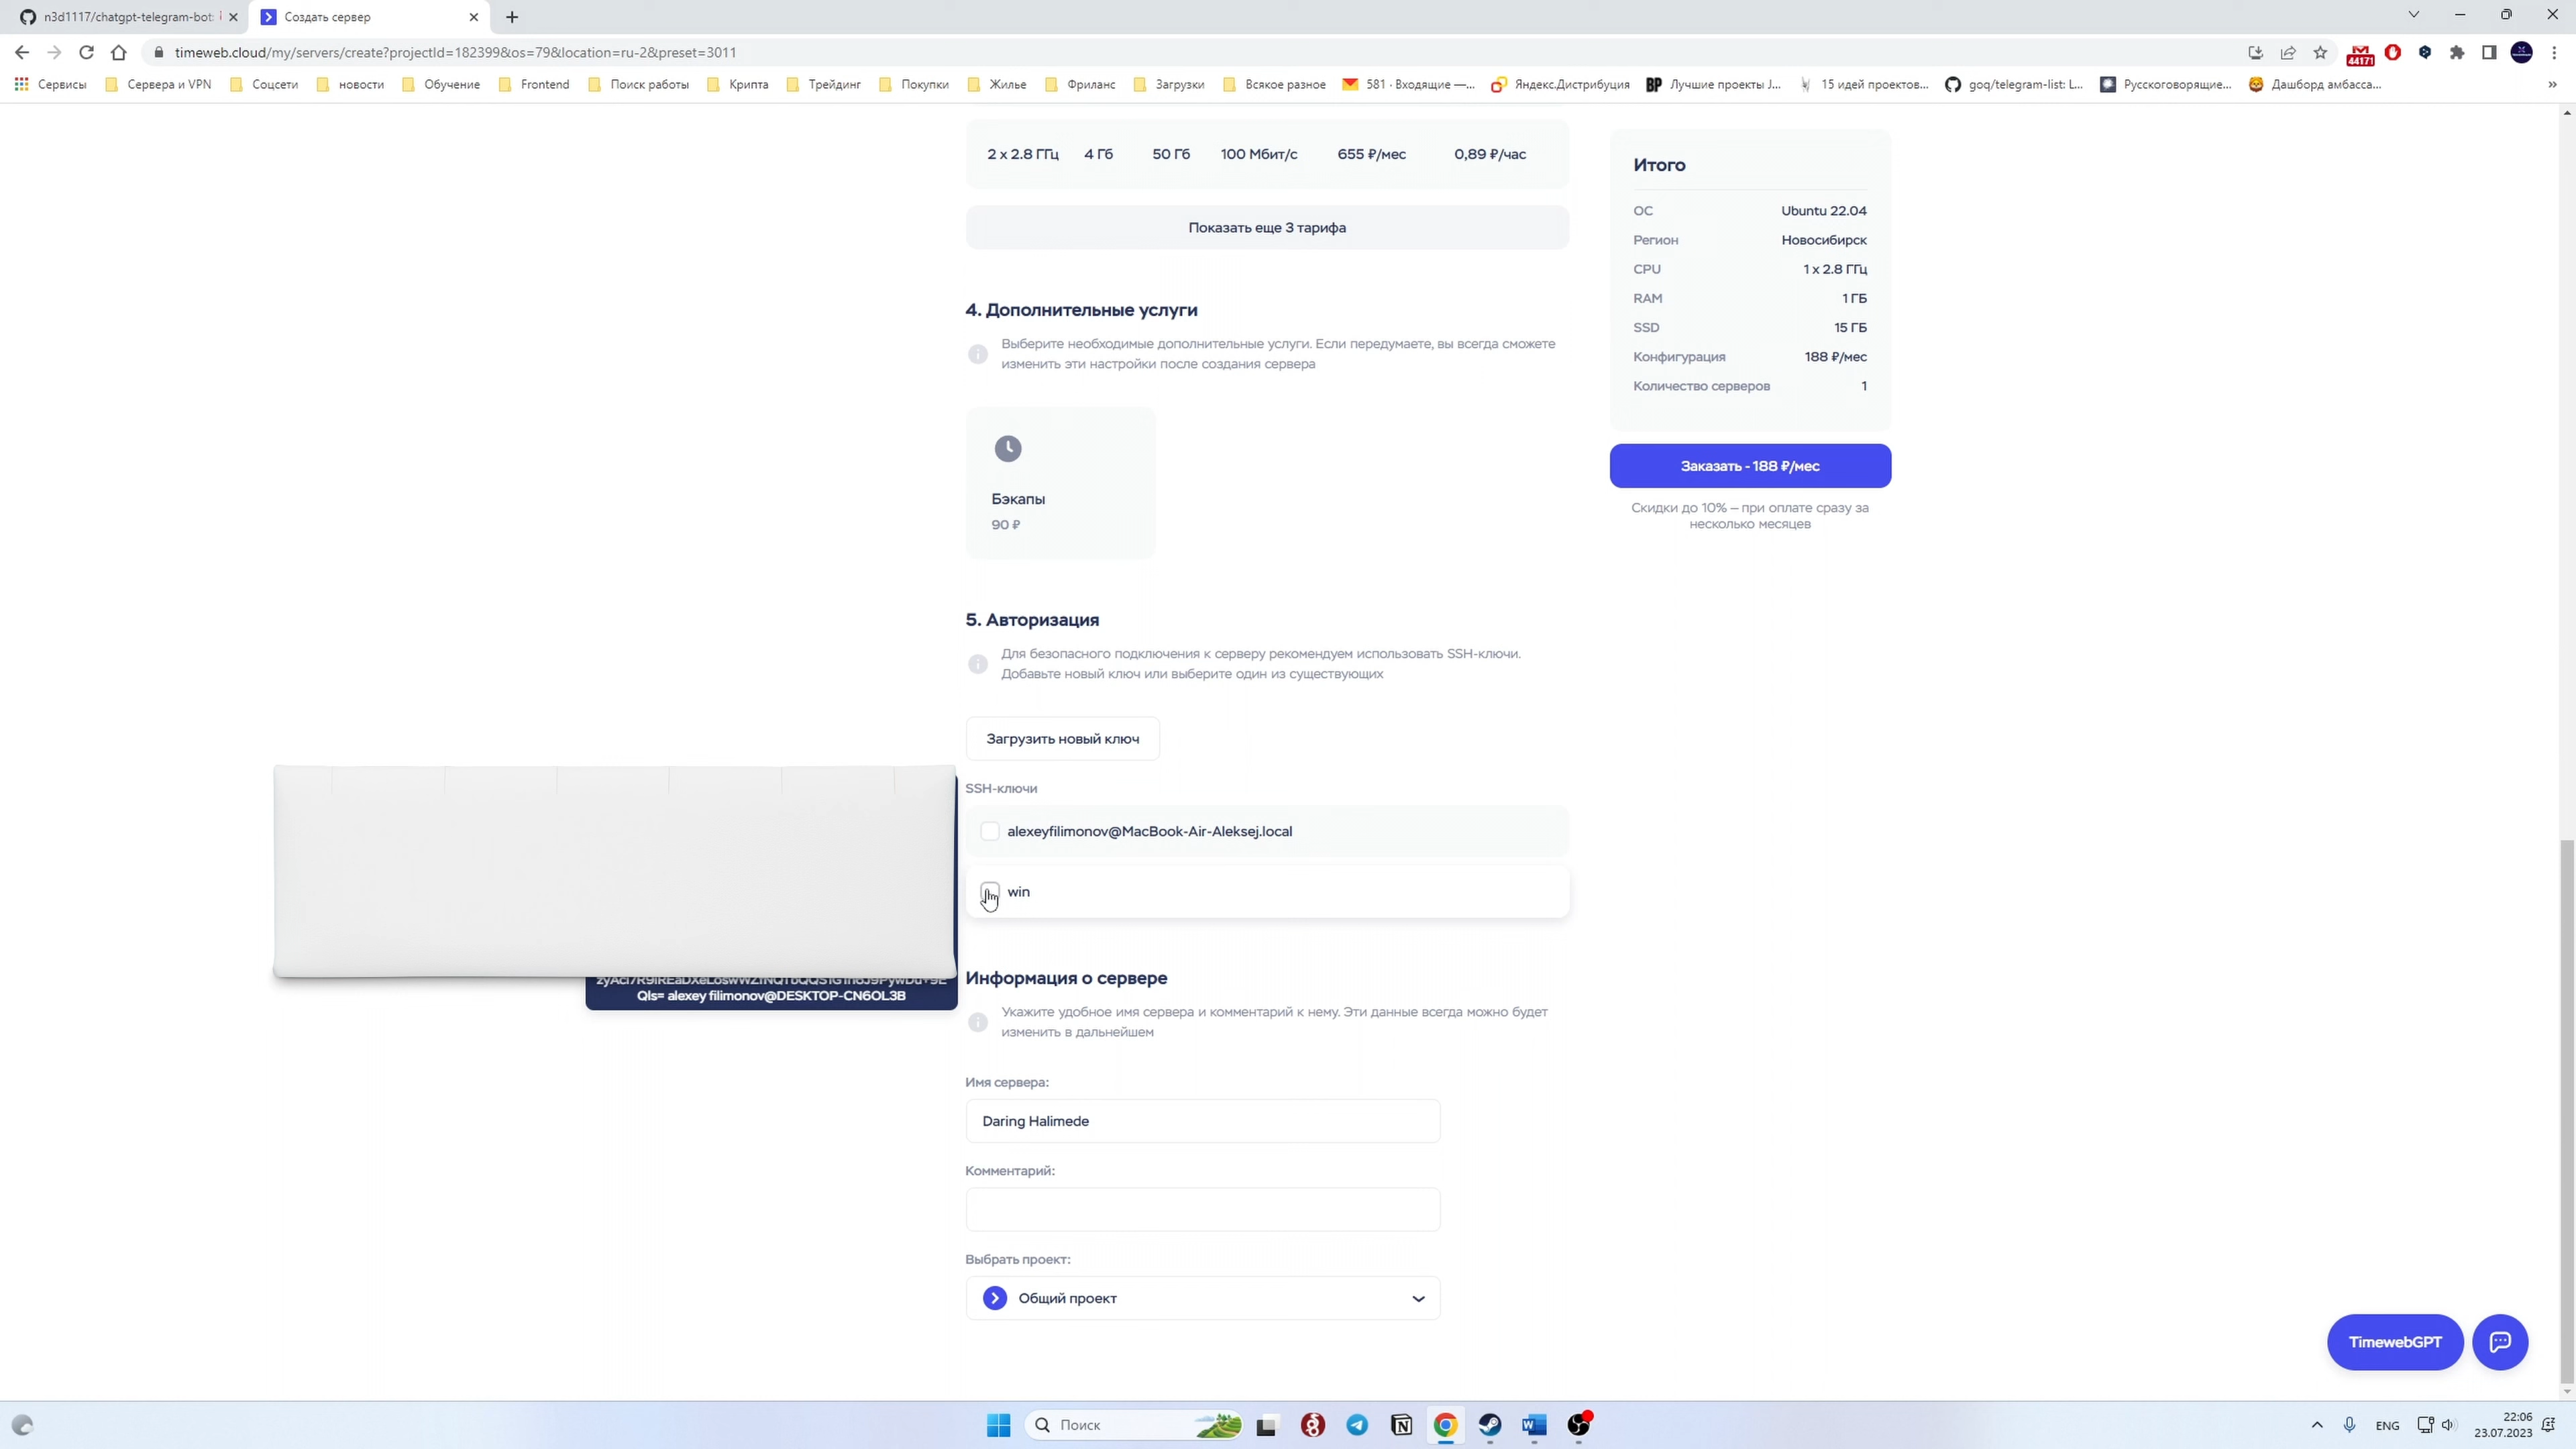 n3d1117/chatgpt-telegram-bot:
Создать сервер
timeweb.cloud/my/servers/create?projectId=182399&os=79&location=ru-2&preset=3011
44171
Сервисы
Сервера и VPN
Соцсети
новости
Обучение
Frontend
Поиск работы
Крипта
Трейдинг
Покупки
Жилье
Фриланс
Загрузки
Всякое разное
581 · Входящие —...
Яндекс.Дистрибуция
BP Лучшие проекты J...
15 идей проектов...
goq/telegram-list: L...
Русскоговорящие...
Дашборд амбасса...
2 x 2.8 ГГц 4 Гб 50 Гб 100 Мбит/с 655 ₽/мес 0,89 ₽/час
Показать еще 3 тарифа
4. Дополнительные услуги
Выберите необходимые дополнительные услуги. Если передумаете, вы всегда сможете
изменить эти настройки после создания сервера
Бэкапы
90 ₽
5. Авторизация
Для безопасного подключения к серверу рекомендуем использовать SSH-ключи.
Добавьте новый ключ или выберите один из существующих
Загрузить новый ключ
SSH-ключи
alexeyfilimonov@MacBook-Air-Aleksej.local
win
Qls= alexey filimonov@DESKTOP-CN6OL3B
Информация о сервере
Укажите удобное имя сервера и комментарий к нему. Эти данные всегда можно будет
изменить в дальнейшем
Имя сервера:
Daring Halimede
Комментарий:
Выбрать проект:
Общий проект
Итого
ОС Ubuntu 22.04
Регион Новосибирск
CPU 1 x 2.8 ГГц
RAM 1 ГБ
SSD 15 ГБ
Конфигурация 188 ₽/мес
Количество серверов 1
Заказать - 188 ₽/мес
Скидки до 10% — при оплате сразу за
несколько месяцев
TimewebGPT
Поиск
ENG
22:06
23.07.2023